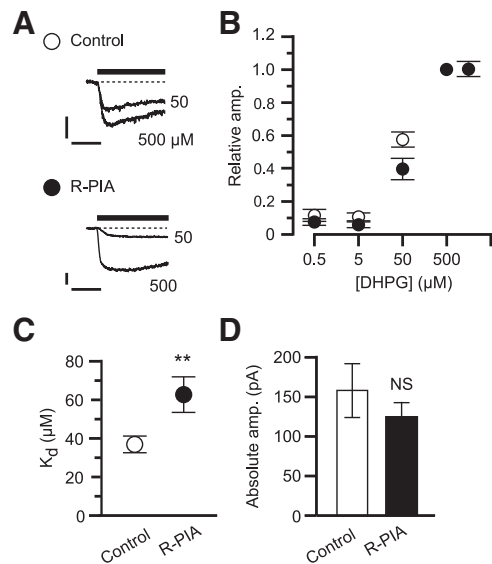 A
Control
50
500 µM
R-PIA
50
500
B
Relative amp.
1.2
1.0
0.8
0.6
0.4
0.2
0
0.5
5
50
500
[DHPG] (µM)
C
**
Kd (µM)
80
60
40
20
0
Control
R-PIA
D
Absolute amp. (pA)
200
150
100
50
0
NS
Control
R-PIA